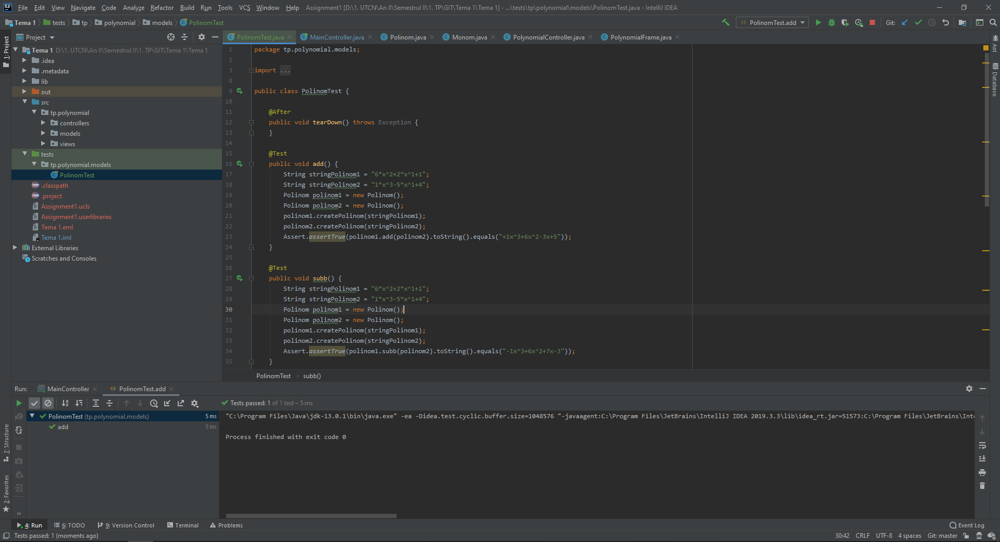 File Edit View Navigate Code Analyze Refactor Build Run Tools VCS Window Help Assignment1 [D:\1. UTCN\An II\Semestrul II\1. TP\GIT\Tema 1\Tema 1] - ...\tests\tp\polynomial\models\PolinomTest.java - IntelliJ IDEA
Tema 1 tests tp polynomial models PolinomTest PolinomTest.add Git:
1: Project
Project
PolinomTest.java MainController.java Polinom.java Monom.java PolynomialController.java PolynomialFrame.java
Tema 1 D:\1. UTCN\An II\Semestrul II\1. TP\GIT\Tema 1\Tema 1
.idea
.metadata
lib
out
src
tp.polynomial
controllers
models
views
tests
tp.polynomial.models
PolinomTest
.classpath
.project
Assignment1.ucls
Assignment1.userlibraries
Tema 1.eml
Tema 1.iml
External Libraries
Scratches and Consoles
1 package tp.polynomial.models;
2
3 import ...
8
9 public class PolinomTest {
10
11 @After
12 public void tearDown() throws Exception {
13 }
14
15 @Test
16 public void add() {
17 String stringPolinom1 = "6*x^2+2*x^1+1";
18 String stringPolinom2 = "1*x^3-5*x^1+4";
19 Polinom polinom1 = new Polinom();
20 Polinom polinom2 = new Polinom();
21 polinom1.createPolinom(stringPolinom1);
22 polinom2.createPolinom(stringPolinom2);
23 Assert.assertTrue(polinom1.add(polinom2).toString().equals("+1x^3+6x^2-3x+5"));
24 }
25
26 @Test
27 public void subb() {
28 String stringPolinom1 = "6*x^2+2*x^1+1";
29 String stringPolinom2 = "1*x^3-5*x^1+4";
30 Polinom polinom1 = new Polinom();
31 Polinom polinom2 = new Polinom();
32 polinom1.createPolinom(stringPolinom1);
33 polinom2.createPolinom(stringPolinom2);
34 Assert.assertTrue(polinom1.subb(polinom2).toString().equals("-1x^3+6x^2+7x-3"));
35 }
PolinomTest subb()
Ant
Database
Run: MainController PolinomTest.add
Tests passed: 1 of 1 test – 5 ms
PolinomTest (tp.polynomial.models) 5 ms
add 5 ms
"C:\Program Files\Java\jdk-13.0.1\bin\java.exe" -ea -Didea.test.cyclic.buffer.size=1048576 "-javaagent:C:\Program Files\JetBrains\IntelliJ IDEA 2019.3.3\lib\idea_rt.jar=51573:C:\Program Files\JetBrains\Inte
Process finished with exit code 0
7: Structure
2: Favorites
4: Run 6: TODO 9: Version Control Terminal Problems Event Log
Tests passed: 1 (moments ago) 30:42 CRLF UTF-8 4 spaces Git: master